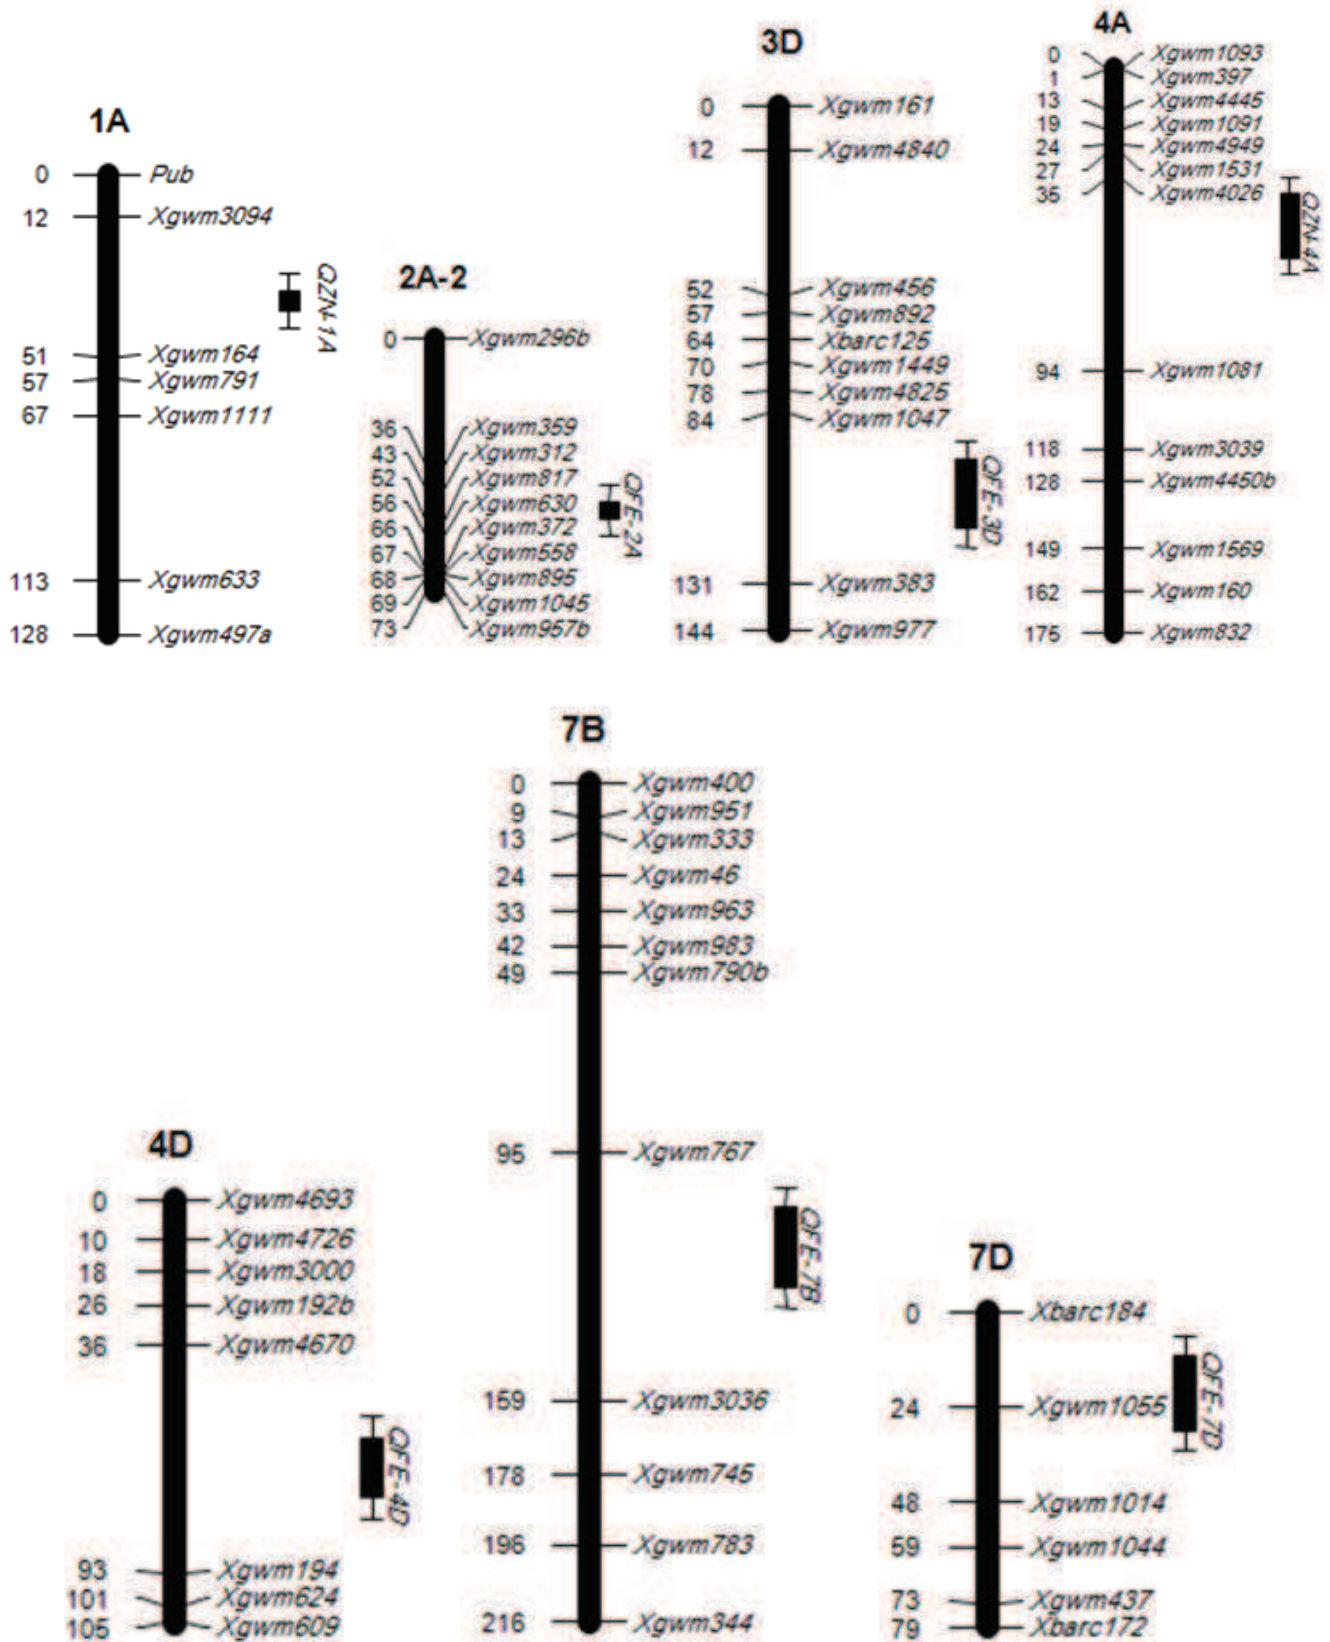 1A
0 Pub
12 Xgwm3094
51 Xgwm164
57 Xgwm791
67 Xgwm1111
113 Xgwm633
128 Xgwm497a
QZN-1A
2A-2
0 Xgwm296b
36 Xgwm359
43 Xgwm312
52 Xgwm817
56 Xgwm630
66 Xgwm372
67 Xgwm558
68 Xgwm895
69 Xgwm1045
73 Xgwm957b
QFE-2A
3D
0 Xgwm161
12 Xgwm4840
52 Xgwm456
57 Xgwm892
64 Xbarc125
70 Xgwm1449
78 Xgwm4825
84 Xgwm1047
131 Xgwm383
144 Xgwm977
QFE-3D
4A
0 Xgwm1093
1 Xgwm397
13 Xgwm4445
19 Xgwm1091
24 Xgwm4949
27 Xgwm1531
35 Xgwm4026
94 Xgwm1081
118 Xgwm3039
128 Xgwm4450b
149 Xgwm1569
162 Xgwm160
175 Xgwm832
QZN-4A
4D
0 Xgwm4693
10 Xgwm4726
18 Xgwm3000
26 Xgwm192b
36 Xgwm4670
93 Xgwm194
101 Xgwm624
105 Xgwm609
QFE-4D
7B
0 Xgwm400
9 Xgwm951
13 Xgwm333
24 Xgwm46
33 Xgwm963
42 Xgwm983
49 Xgwm790b
95 Xgwm767
159 Xgwm3036
178 Xgwm745
196 Xgwm783
216 Xgwm344
QFE-7B
7D
0 Xbarc184
24 Xgwm1055
48 Xgwm1014
59 Xgwm1044
73 Xgwm437
79 Xbarc172
QFE-7D